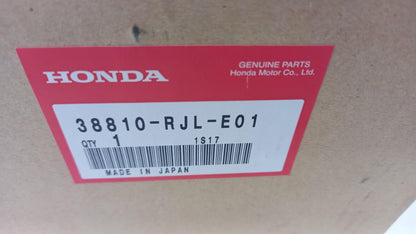 HONDA
GENUINE PARTS
Honda Motor Co., Ltd.
38810-RJL-E01
QTY 1 1S17
MADE IN JAPAN